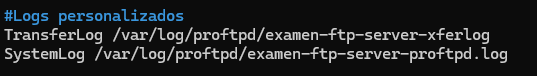 #Logs personalizados
TransferLog /var/log/proftpd/examen-ftp-server-xferlog
SystemLog /var/log/proftpd/examen-ftp-server-proftpd.log